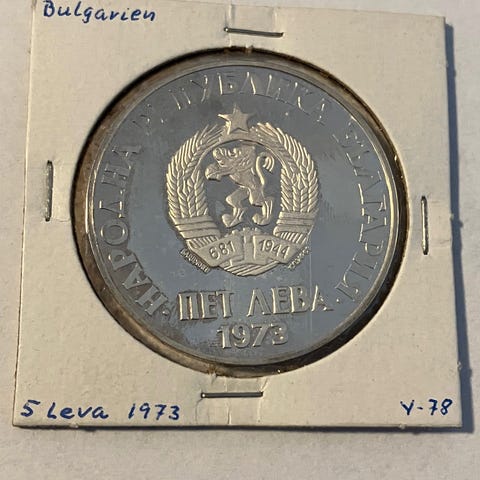 Bulgarien
НАРОДНА РЕПУБЛИКА БЪЛГАРИЯ
681 1944
ПЕТ ЛЕВА
1973
5 Leva 1973
Y-78